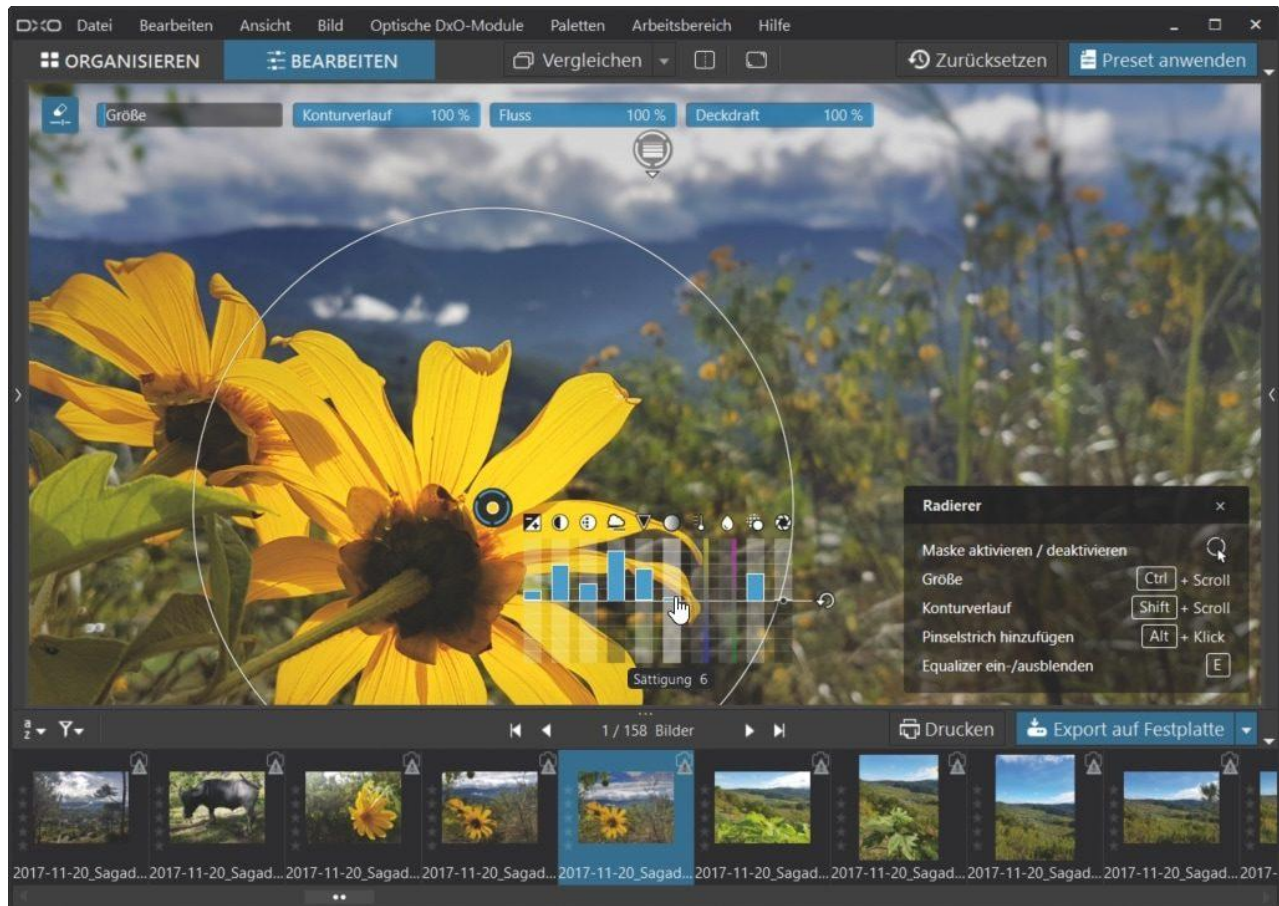 DXO Datei Bearbeiten Ansicht Bild Optische DxO-Module Paletten Arbeitsbereich Hilfe
ORGANISIEREN BEARBEITEN Vergleichen Zurücksetzen Preset anwenden
Größe Konturverlauf 100 % Fluss 100 % Deckdraft 100 %
Radierer
Maske aktivieren / deaktivieren
Größe Ctrl + Scroll
Konturverlauf Shift + Scroll
Pinselstrich hinzufügen Alt + Klick
Equalizer ein-/ausblenden E
Sättigung 6
a z 1 / 158 Bilder Drucken Export auf Festplatte
2017-11-20_Sagad... 2017-11-20_Sagad... 2017-11-20_Sagad... 2017-11-20_Sagad... 2017-11-20_Sagad... 2017-11-20_Sagad... 2017-11-20_Sagad... 2017-11-20_Sagad... 2017-11-20_Sagad... 2017-